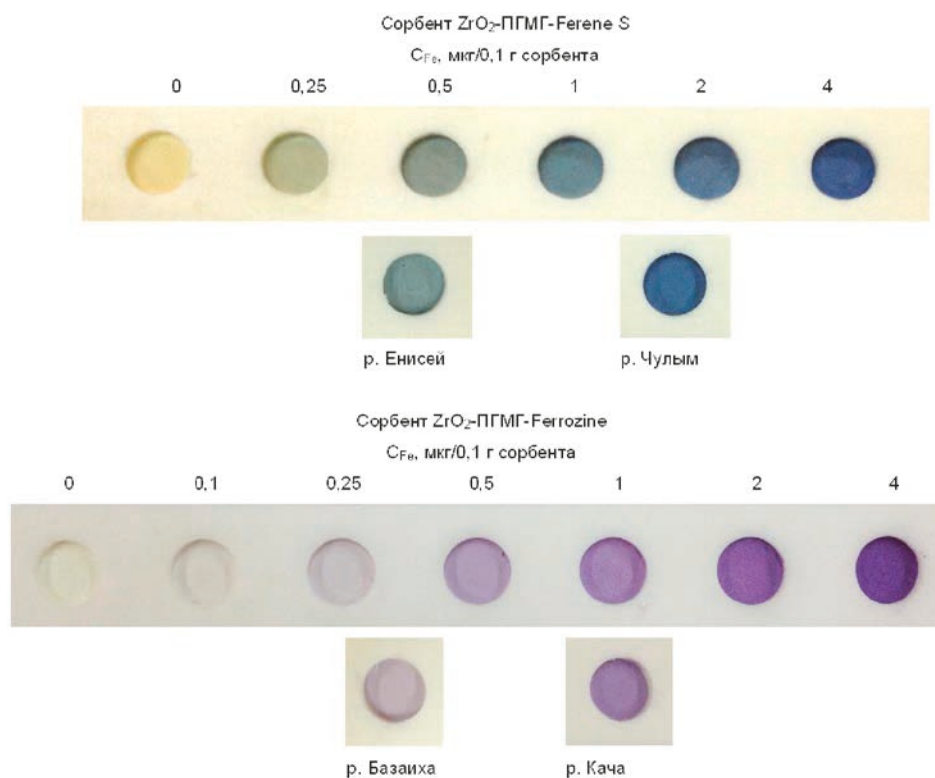 Сорбент ZrO₂-ПГМГ-Ferene S
C_Fe, мкг/0,1 г сорбента
0 0,25 0,5 1 2 4
р. Енисей р. Чулым
Сорбент ZrO₂-ПГМГ-Ferrozine
C_Fe, мкг/0,1 г сорбента
0 0,1 0,25 0,5 1 2 4
р. Базаиха р. Кача